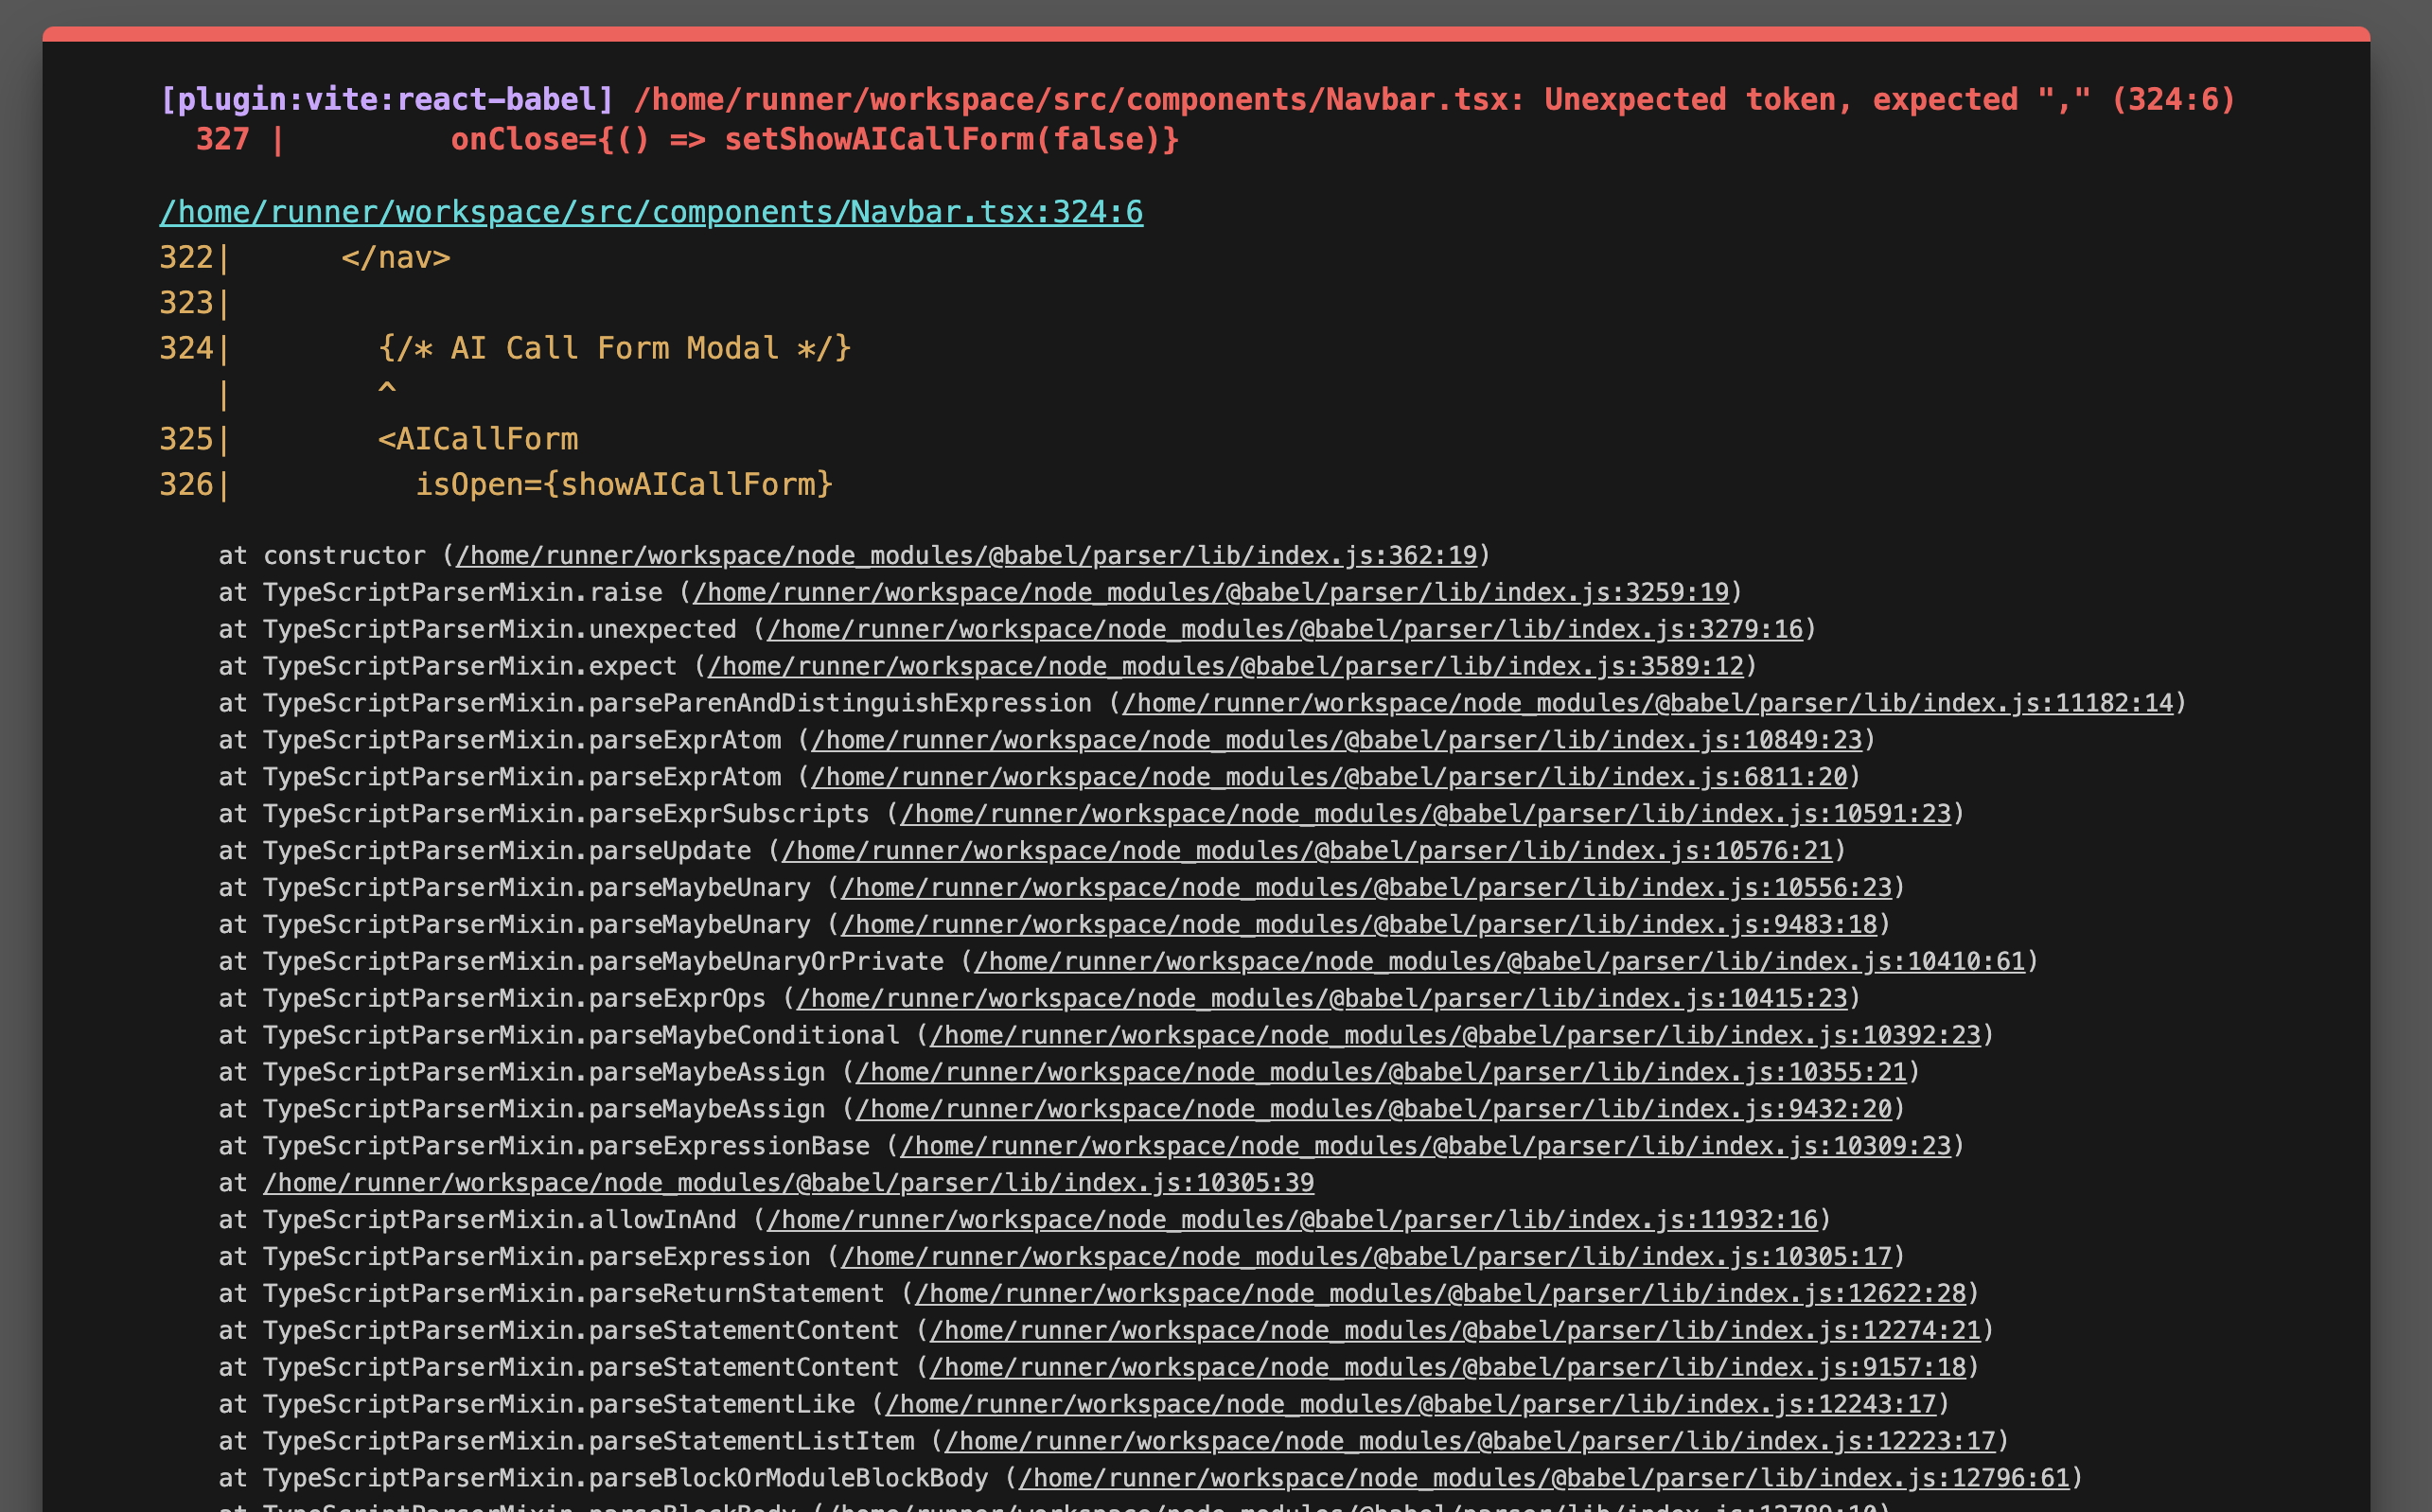 [plugin:vite:react-babel] /home/runner/workspace/src/components/Navbar.tsx: Unexpected token, expected "," (324:6)
  327 |         onClose={() => setShowAICallForm(false)}
/home/runner/workspace/src/components/Navbar.tsx:324:6
322|      </nav>
323|
324|        {/* AI Call Form Modal */}
   |        ^
325|        <AICallForm
326|          isOpen={showAICallForm}
    at constructor (/home/runner/workspace/node_modules/@babel/parser/lib/index.js:362:19)
    at TypeScriptParserMixin.raise (/home/runner/workspace/node_modules/@babel/parser/lib/index.js:3259:19)
    at TypeScriptParserMixin.unexpected (/home/runner/workspace/node_modules/@babel/parser/lib/index.js:3279:16)
    at TypeScriptParserMixin.expect (/home/runner/workspace/node_modules/@babel/parser/lib/index.js:3589:12)
    at TypeScriptParserMixin.parseParenAndDistinguishExpression (/home/runner/workspace/node_modules/@babel/parser/lib/index.js:11182:14)
    at TypeScriptParserMixin.parseExprAtom (/home/runner/workspace/node_modules/@babel/parser/lib/index.js:10849:23)
    at TypeScriptParserMixin.parseExprAtom (/home/runner/workspace/node_modules/@babel/parser/lib/index.js:6811:20)
    at TypeScriptParserMixin.parseExprSubscripts (/home/runner/workspace/node_modules/@babel/parser/lib/index.js:10591:23)
    at TypeScriptParserMixin.parseUpdate (/home/runner/workspace/node_modules/@babel/parser/lib/index.js:10576:21)
    at TypeScriptParserMixin.parseMaybeUnary (/home/runner/workspace/node_modules/@babel/parser/lib/index.js:10556:23)
    at TypeScriptParserMixin.parseMaybeUnary (/home/runner/workspace/node_modules/@babel/parser/lib/index.js:9483:18)
    at TypeScriptParserMixin.parseMaybeUnaryOrPrivate (/home/runner/workspace/node_modules/@babel/parser/lib/index.js:10410:61)
    at TypeScriptParserMixin.parseExprOps (/home/runner/workspace/node_modules/@babel/parser/lib/index.js:10415:23)
    at TypeScriptParserMixin.parseMaybeConditional (/home/runner/workspace/node_modules/@babel/parser/lib/index.js:10392:23)
    at TypeScriptParserMixin.parseMaybeAssign (/home/runner/workspace/node_modules/@babel/parser/lib/index.js:10355:21)
    at TypeScriptParserMixin.parseMaybeAssign (/home/runner/workspace/node_modules/@babel/parser/lib/index.js:9432:20)
    at TypeScriptParserMixin.parseExpressionBase (/home/runner/workspace/node_modules/@babel/parser/lib/index.js:10309:23)
    at /home/runner/workspace/node_modules/@babel/parser/lib/index.js:10305:39
    at TypeScriptParserMixin.allowInAnd (/home/runner/workspace/node_modules/@babel/parser/lib/index.js:11932:16)
    at TypeScriptParserMixin.parseExpression (/home/runner/workspace/node_modules/@babel/parser/lib/index.js:10305:17)
    at TypeScriptParserMixin.parseReturnStatement (/home/runner/workspace/node_modules/@babel/parser/lib/index.js:12622:28)
    at TypeScriptParserMixin.parseStatementContent (/home/runner/workspace/node_modules/@babel/parser/lib/index.js:12274:21)
    at TypeScriptParserMixin.parseStatementContent (/home/runner/workspace/node_modules/@babel/parser/lib/index.js:9157:18)
    at TypeScriptParserMixin.parseStatementLike (/home/runner/workspace/node_modules/@babel/parser/lib/index.js:12243:17)
    at TypeScriptParserMixin.parseStatementListItem (/home/runner/workspace/node_modules/@babel/parser/lib/index.js:12223:17)
    at TypeScriptParserMixin.parseBlockOrModuleBlockBody (/home/runner/workspace/node_modules/@babel/parser/lib/index.js:12796:61)
    at TypeScriptParserMixin.parseBlockBody (/home/runner/workspace/node_modules/@babel/parser/lib/index.js:12789:10)